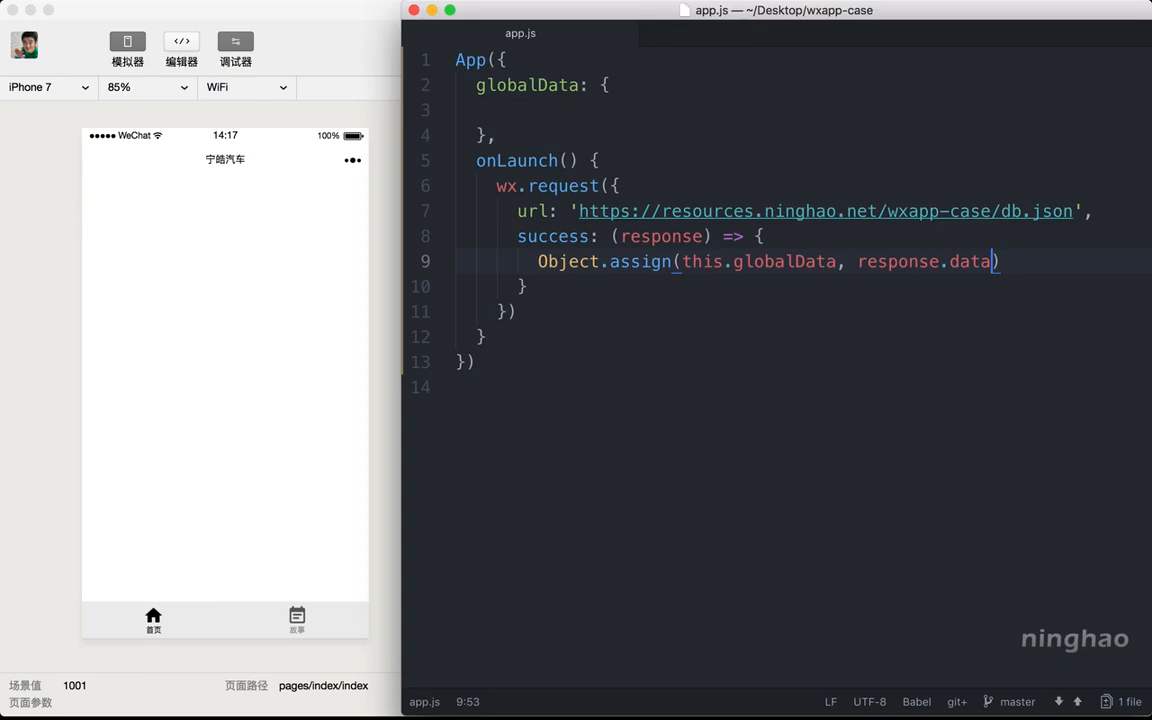 app.js — ~/Desktop/wxapp-case
模拟器
编辑器
调试器
iPhone 7
85%
WiFi
WeChat
14:17
100%
宁皓汽车
首页
故事
场景值
1001
页面路径
pages/index/index
页面参数
app.js
1 App({
2 globalData: {
3
4 },
5 onLaunch() {
6 wx.request({
7 url: 'https://resources.ninghao.net/wxapp-case/db.json',
8 success: (response) => {
9 Object.assign(this.globalData, response.data)
10 }
11 })
12 }
13 })
14
ninghao
app.js
9:53
LF
UTF-8
Babel
git+
master
1 file